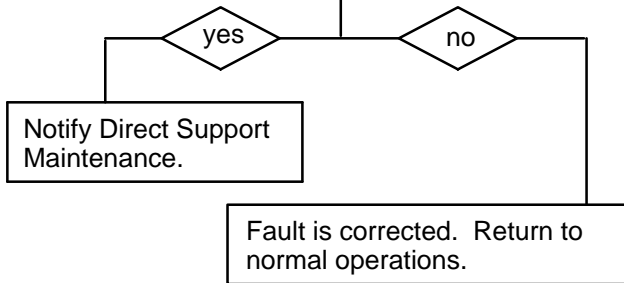 yes
no
Notify Direct Support
Maintenance.
Fault is corrected.  Return to
normal operations.